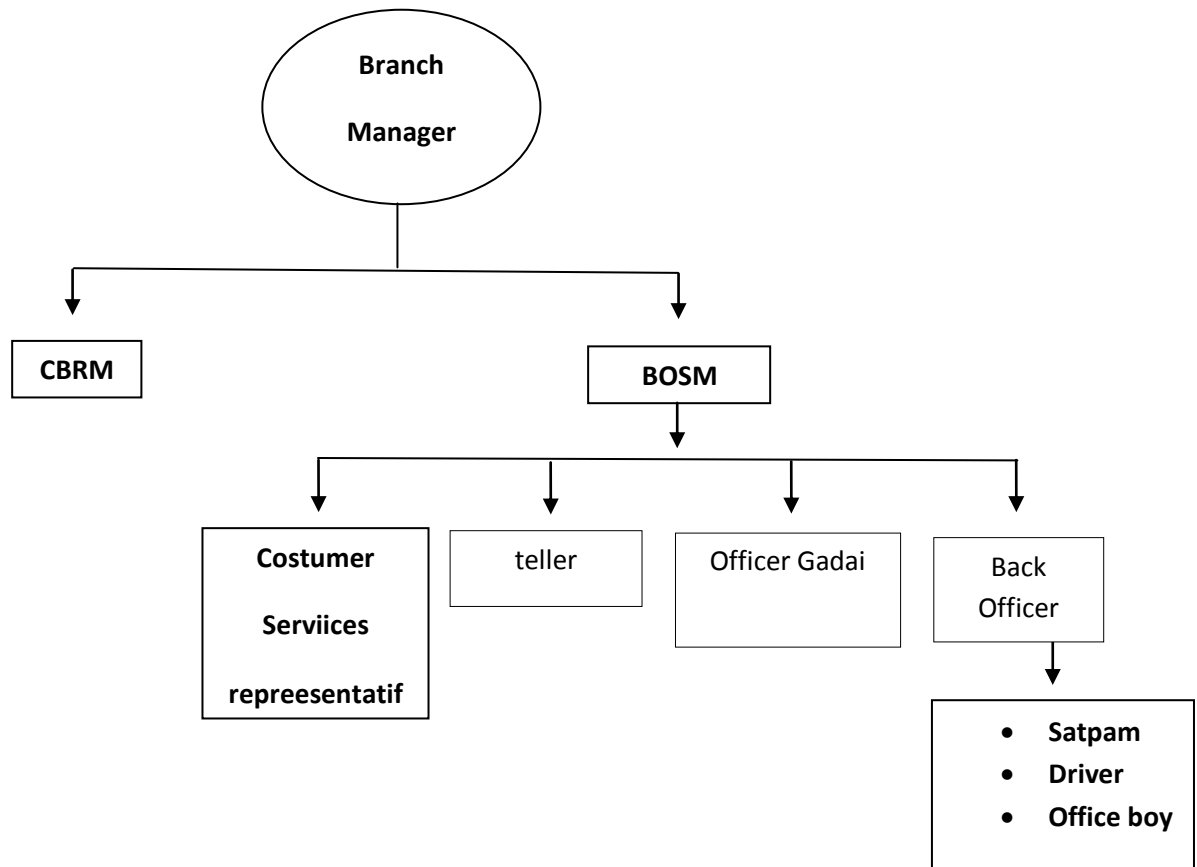 Branch
Manager
CBRM
BOSM
Costumer
Serviices
repreesentatif
teller
Officer Gadai
Back
Officer
• Satpam
• Driver
• Office boy